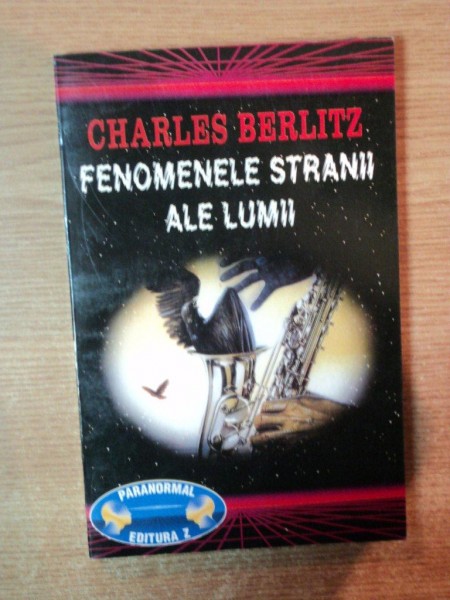 CHARLES BERLITZ
FENOMENELE STRANII
ALE LUMII
PARANORMAL
EDITURA Z